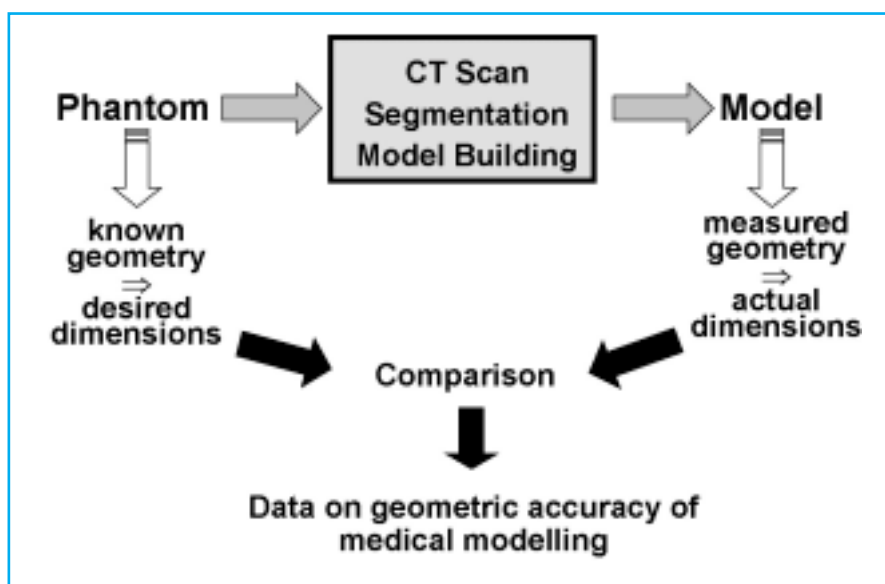 CT Scan
Segmentation
Model Building
Phantom
Model
known
geometry
⇒
desired
dimensions
measured
geometry
⇒
actual
dimensions
Comparison
Data on geometric accuracy of
medical modelling